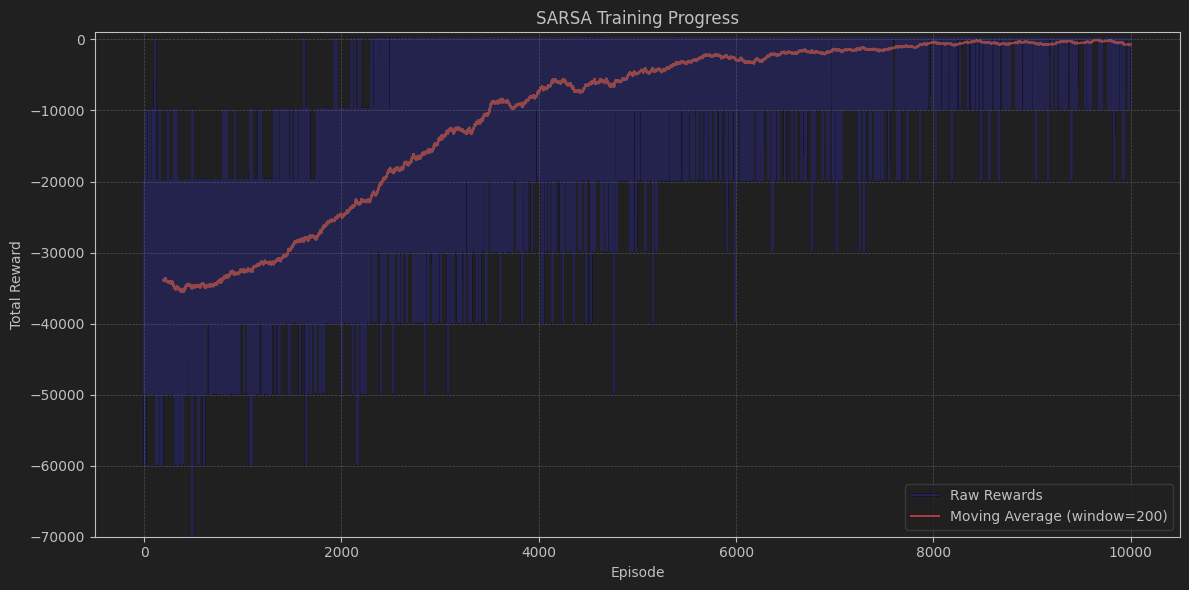 SARSA Training Progress
0
−10000
−20000
−30000
−40000
−50000
−60000
−70000
Total Reward
0
2000
4000
6000
8000
10000
Episode
Raw Rewards
Moving Average (window=200)